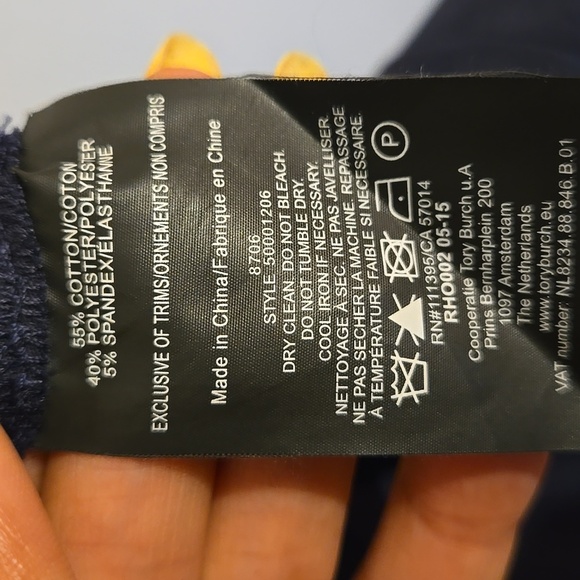 55% COTTON/COTON
40% POLYESTER/POLYESTER
5% SPANDEX/ELASTHANNE
EXCLUSIVE OF TRIMS/ORNEMENTS NON COMPRIS
Made in China/Fabriqué en Chine
8766
STYLE 50001206
DRY CLEAN. DO NOT BLEACH.
DO NOT TUMBLE DRY.
COOL IRON IF NECESSARY.
NETTOYAGE A SEC. NE PAS JAVELLISER.
NE PAS SECHER LA MACHINE. REPASSAGE
A TEMPÉRATURE FAIBLE SI NECESSAIRE.
P
RN#111395/CA 57014
RHO002 05-15
Cooperatie Tory Burch u.A
Prins Bernharplein 200
1097 Amsterdam
The Netherlands
www.toryburch.eu
VAT number: NL8234.88.846.B.01